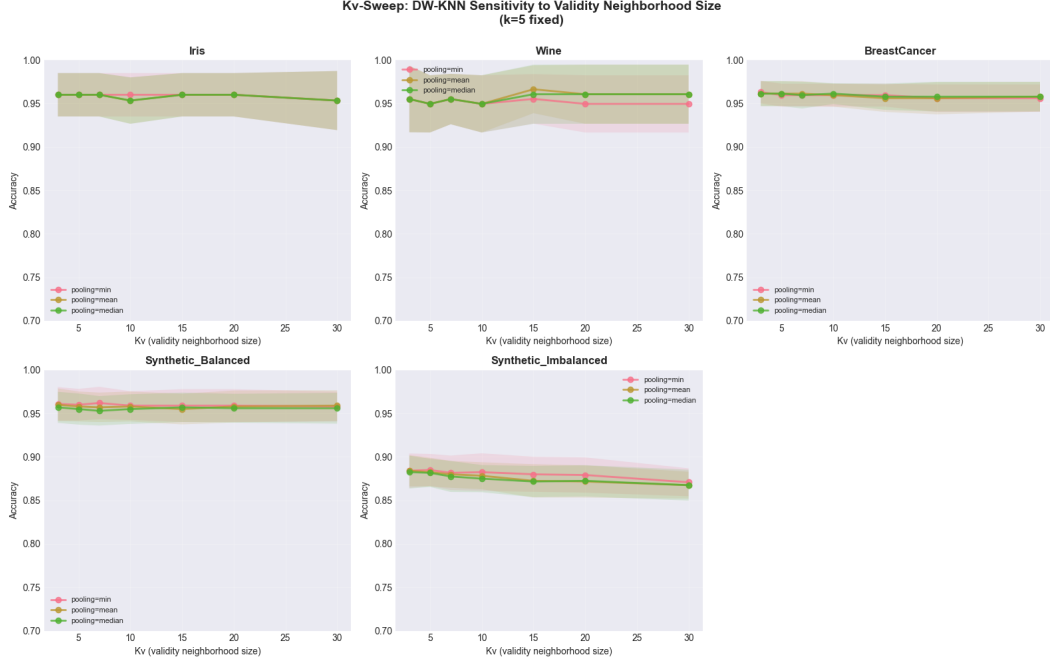 Kv-Sweep: DW-KNN Sensitivity to Validity Neighborhood Size
(k=5 fixed)
Iris
1.00
0.95
0.90
0.85
0.80
0.75
0.70
Accuracy
pooling=min
pooling=mean
pooling=median
5 10 15 20 25 30
Kv (validity neighborhood size)
Wine
1.00
0.95
0.90
0.85
0.80
0.75
0.70
Accuracy
pooling=min
pooling=mean
pooling=median
5 10 15 20 25 30
Kv (validity neighborhood size)
BreastCancer
1.00
0.95
0.90
0.85
0.80
0.75
0.70
Accuracy
pooling=min
pooling=mean
pooling=median
5 10 15 20 25 30
Kv (validity neighborhood size)
Synthetic_Balanced
1.00
0.95
0.90
0.85
0.80
0.75
0.70
Accuracy
pooling=min
pooling=mean
pooling=median
5 10 15 20 25 30
Kv (validity neighborhood size)
Synthetic_Imbalanced
1.00
0.95
0.90
0.85
0.80
0.75
0.70
Accuracy
pooling=min
pooling=mean
pooling=median
5 10 15 20 25 30
Kv (validity neighborhood size)